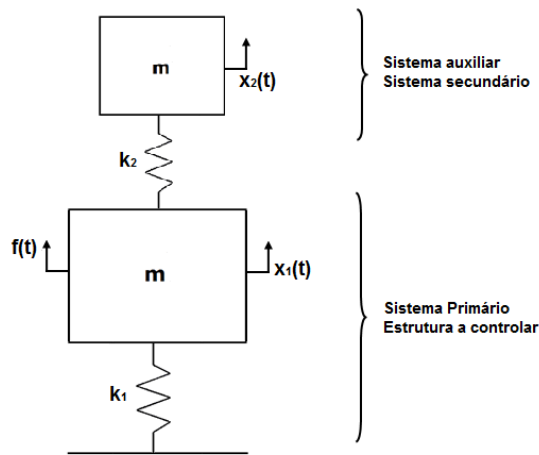 m
x₂(t)
Sistema auxiliar
Sistema secundário
k₂
f(t)
m
x₁(t)
Sistema Primário
Estrutura a controlar
k₁